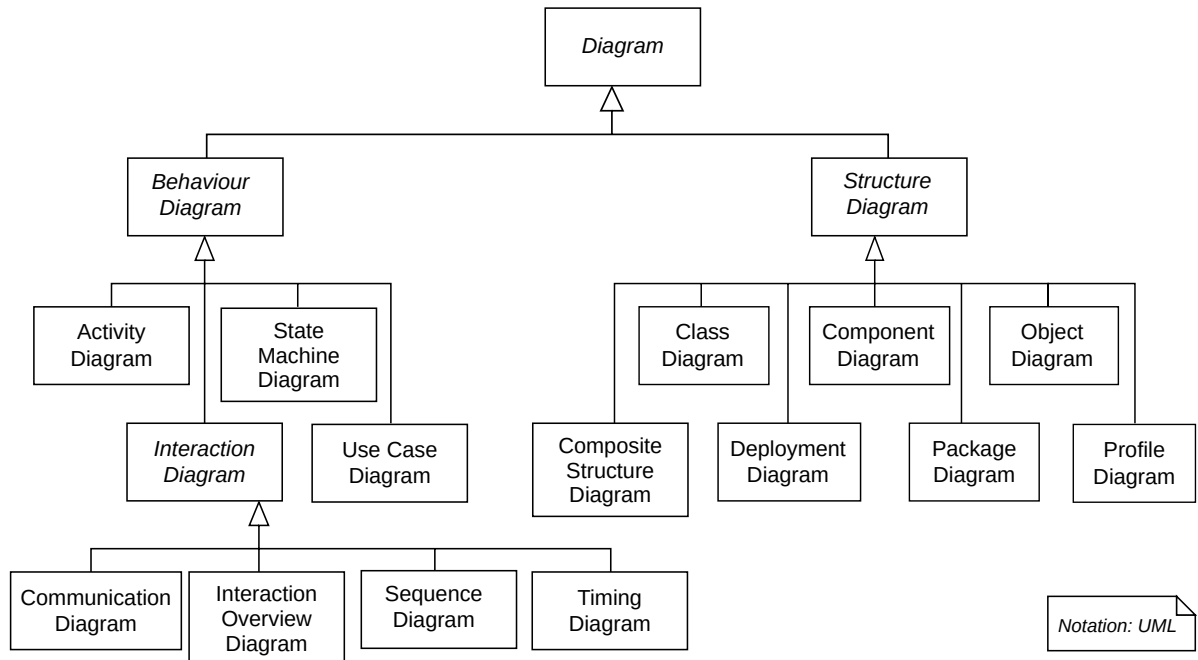 Diagram
Behaviour
Diagram
Structure
Diagram
Activity
Diagram
State
Machine
Diagram
Class
Diagram
Component
Diagram
Object
Diagram
Interaction
Diagram
Use Case
Diagram
Composite
Structure
Diagram
Deployment
Diagram
Package
Diagram
Profile
Diagram
Communication
Diagram
Interaction
Overview
Diagram
Sequence
Diagram
Timing
Diagram
Notation: UML